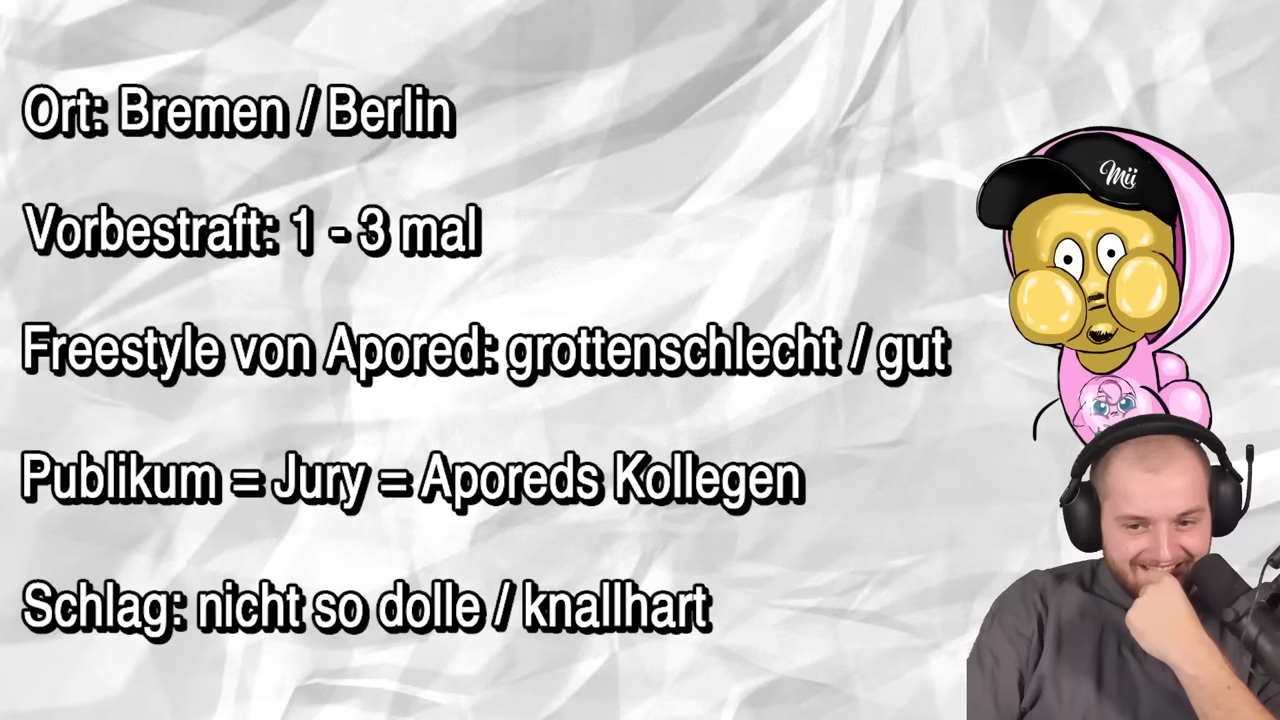 Ort: Bremen / Berlin
Mü
Vorbestraft: 1 - 3 mal
Freestyle von Apored: grottenschlecht / gut
Publikum = Jury = Aporeds Kollegen
Schlag: nicht so dolle / knallhart